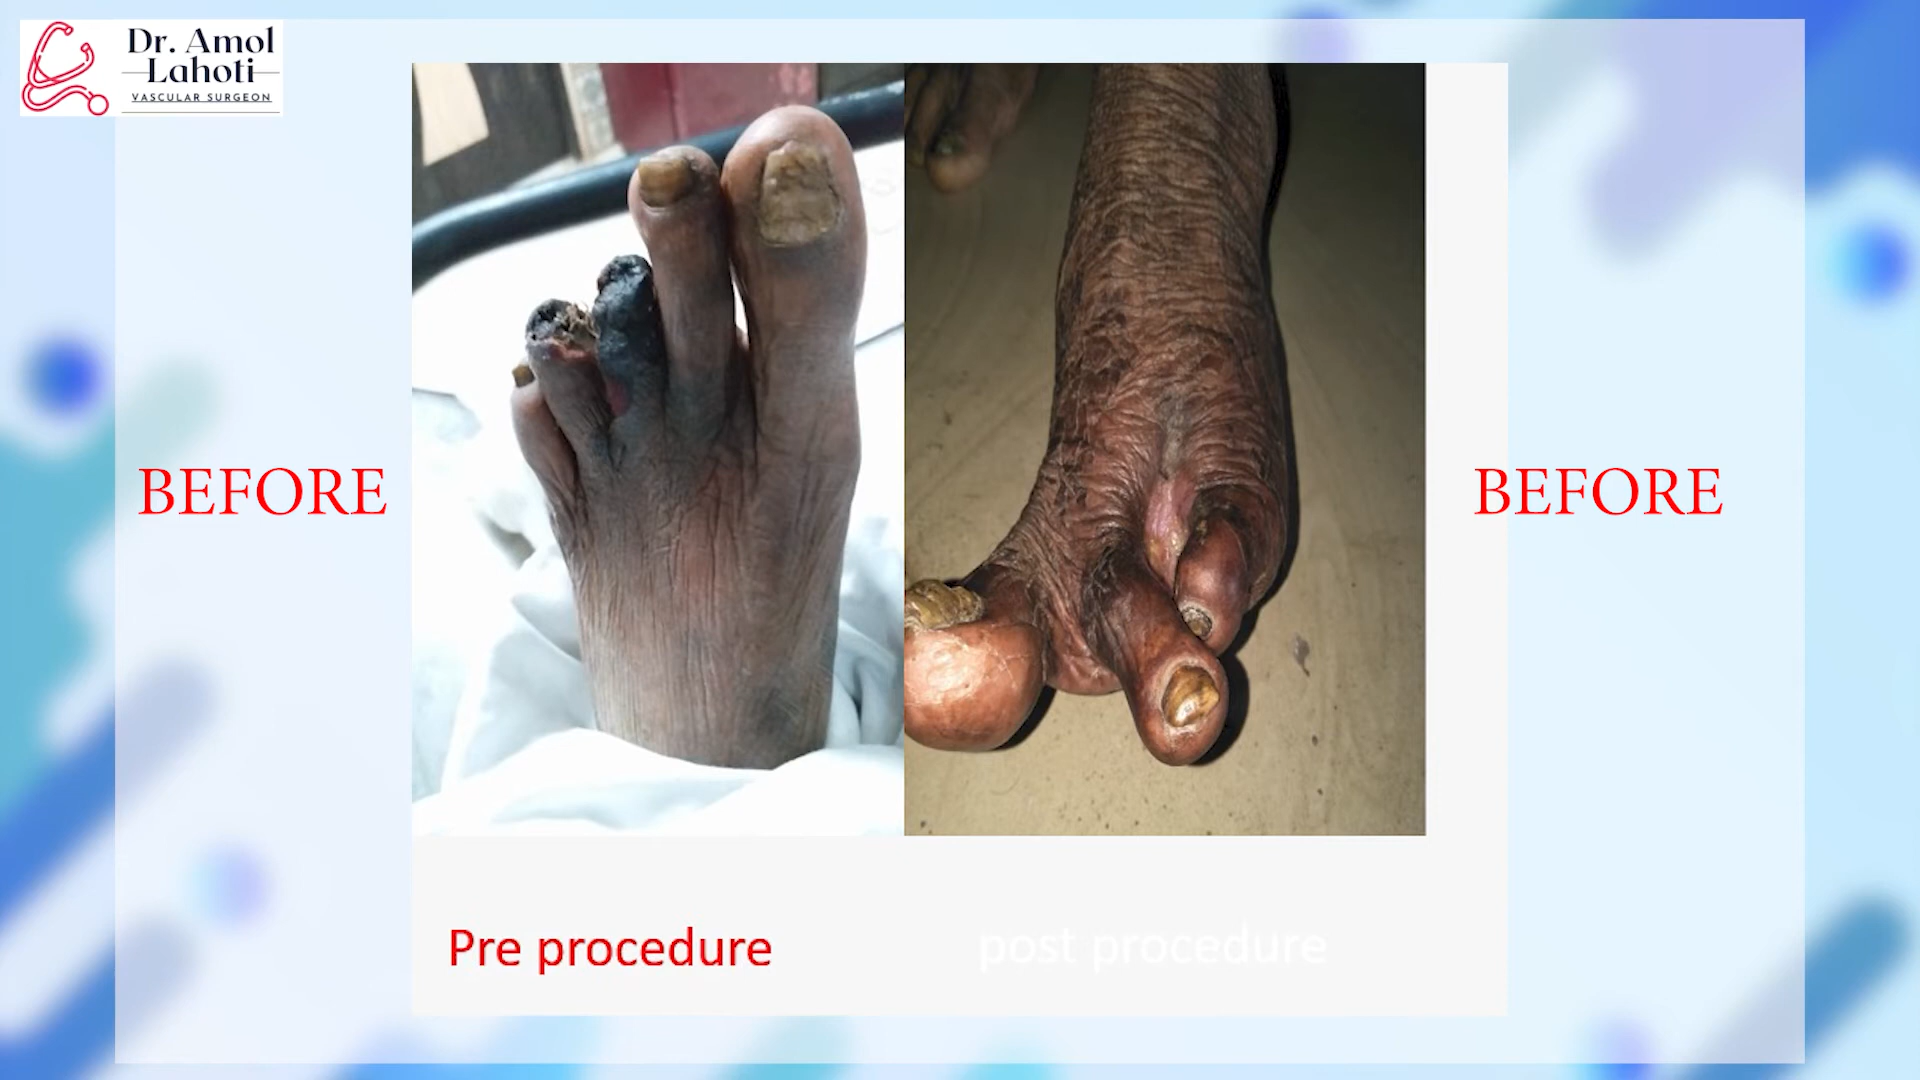 Dr. Amol
Lahoti
VASCULAR SURGEON
BEFORE
BEFORE
Pre procedure
post procedure